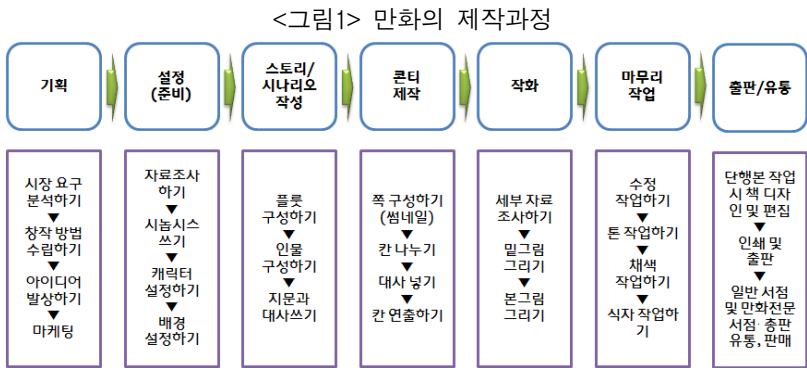 <그림1> 만화의 제작과정
기획
설정
(준비)
스토리/
시나리오
작성
콘티
제작
작화
마무리
작업
출판/유통
시장 요구
분석하기
▼
창작 방법
수립하기
▼
아이디어
발상하기
▼
마케팅
자료조사
하기
▼
시놉시스
쓰기
▼
캐릭터
설정하기
▼
배경
설정하기
플롯
구성하기
▼
인물
구성하기
▼
지문과
대사쓰기
쪽 구성하기
(썸네일)
▼
칸 나누기
▼
대사 넣기
▼
칸 연출하기
세부 자료
조사하기
▼
밑그림
그리기
▼
본그림
그리기
수정
작업하기
▼
톤 작업하기
▼
채색
작업하기
▼
식자 작업하
기
단행본 작업
시 책 디자
인 및 편집
▼
인쇄 및
출판
▼
일반 서점
및 만화전문
서점· 총판
유통, 판매